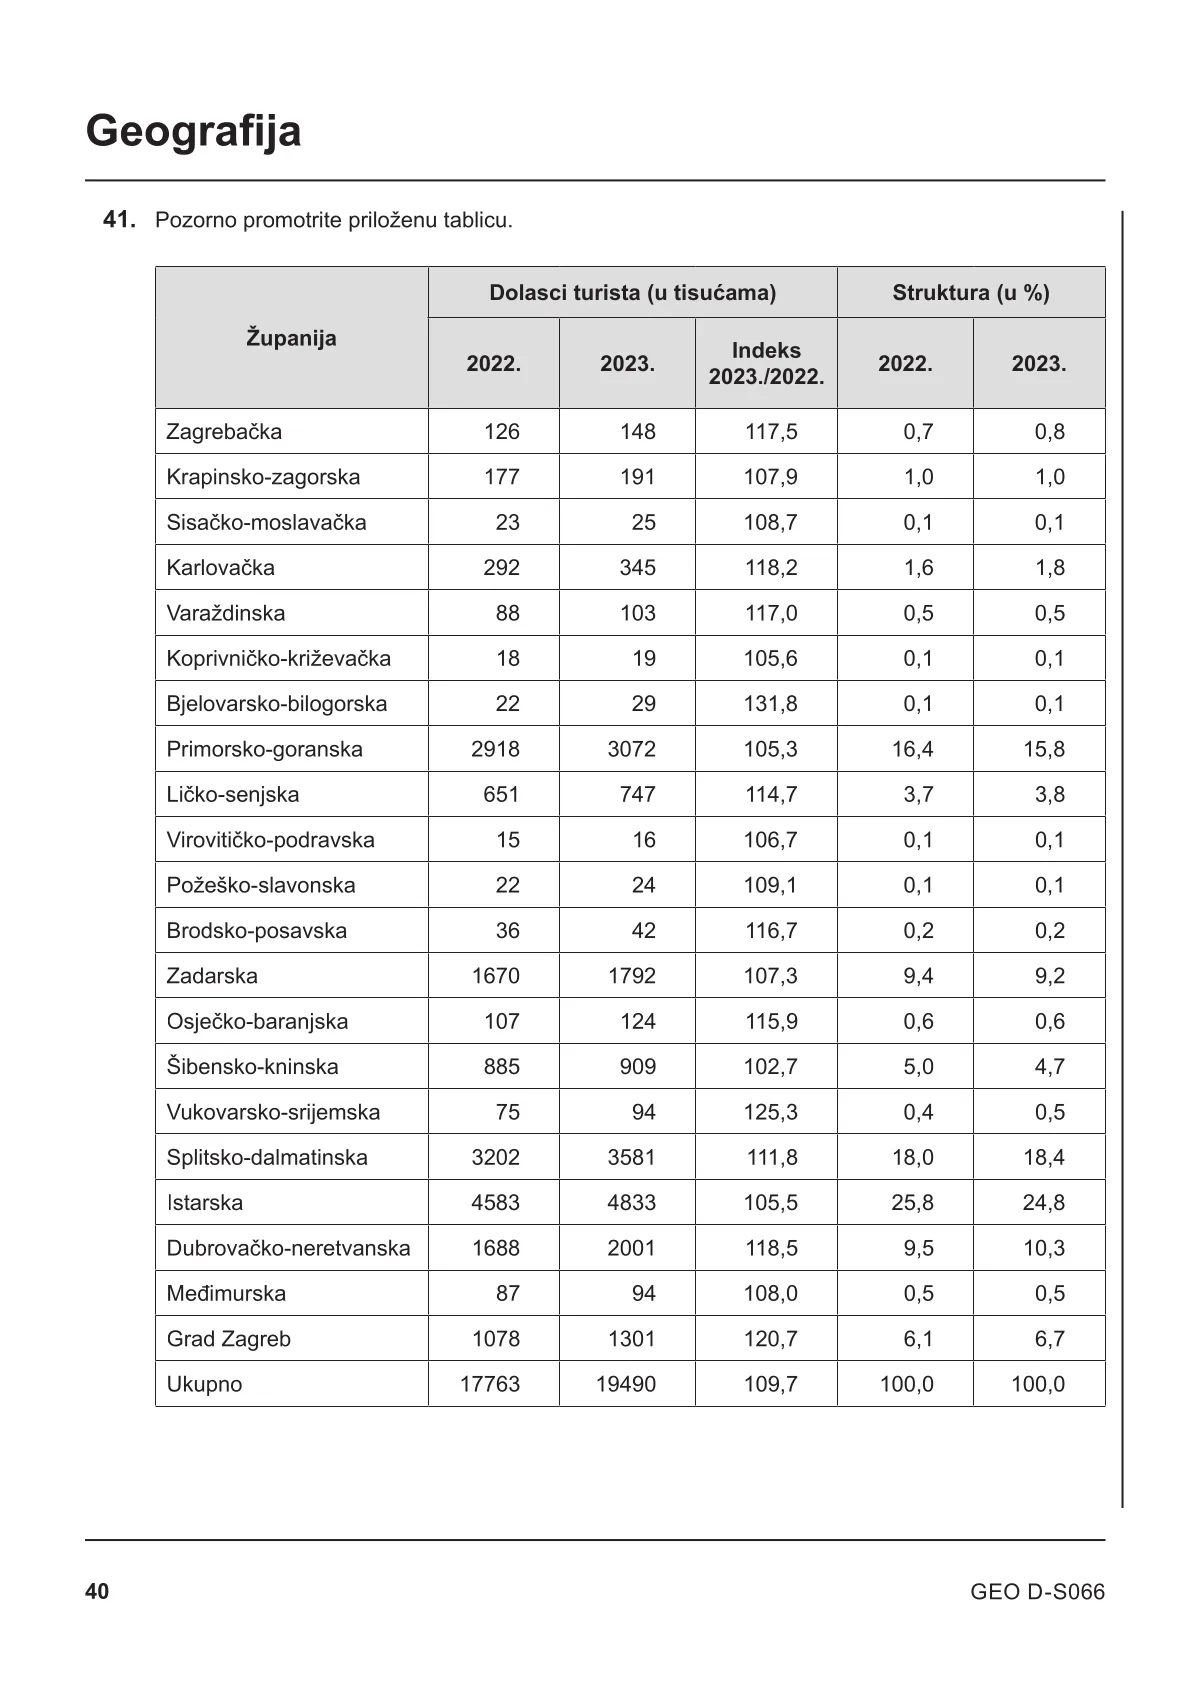 Geografija
41. Pozorno promotrite priloženu tablicu.
Županija Dolasci turista (u tisućama) Struktura (u %)
2022. 2023. Indeks 2023./2022. 2022. 2023.
Zagrebačka 126 148 117,5 0,7 0,8
Krapinsko-zagorska 177 191 107,9 1,0 1,0
Sisačko-moslavačka 23 25 108,7 0,1 0,1
Karlovačka 292 345 118,2 1,6 1,8
Varaždinska 88 103 117,0 0,5 0,5
Koprivničko-križevačka 18 19 105,6 0,1 0,1
Bjelovarsko-bilogorska 22 29 131,8 0,1 0,1
Primorsko-goranska 2918 3072 105,3 16,4 15,8
Ličko-senjska 651 747 114,7 3,7 3,8
Virovitičko-podravska 15 16 106,7 0,1 0,1
Požeško-slavonska 22 24 109,1 0,1 0,1
Brodsko-posavska 36 42 116,7 0,2 0,2
Zadarska 1670 1792 107,3 9,4 9,2
Osječko-baranjska 107 124 115,9 0,6 0,6
Šibensko-kninska 885 909 102,7 5,0 4,7
Vukovarsko-srijemska 75 94 125,3 0,4 0,5
Splitsko-dalmatinska 3202 3581 111,8 18,0 18,4
Istarska 4583 4833 105,5 25,8 24,8
Dubrovačko-neretvanska 1688 2001 118,5 9,5 10,3
Međimurska 87 94 108,0 0,5 0,5
Grad Zagreb 1078 1301 120,7 6,1 6,7
Ukupno 17763 19490 109,7 100,0 100,0
40 GEO D-S066